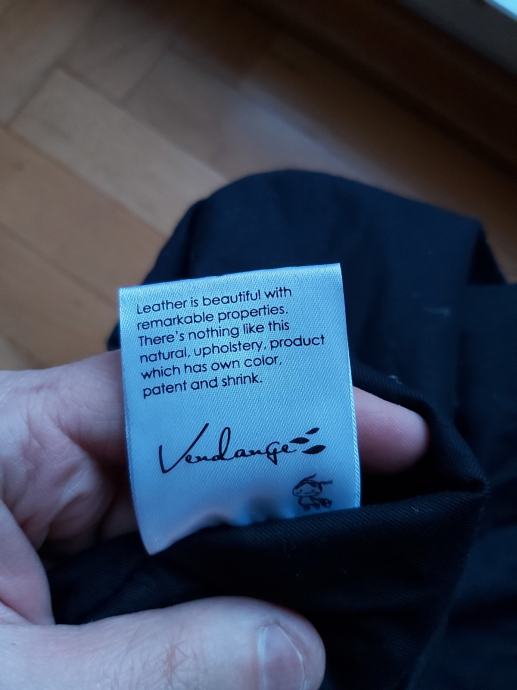 Leather is beautiful with
remarkable properties.
There's nothing like this
natural, upholstery, product
which has own color,
patent and shrink.
Vendange